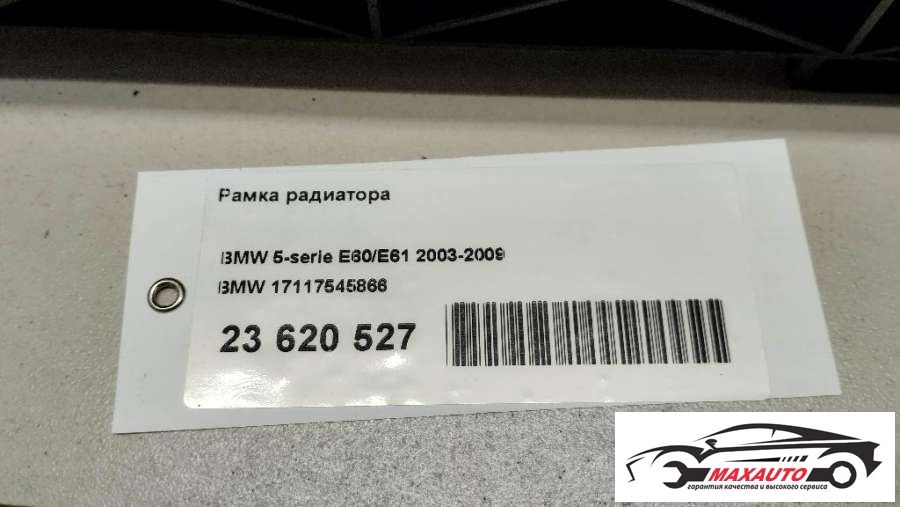 Рамка радиатора
BMW 5-serie E60/E61 2003-2009
BMW 17117545866
23 620 527
MAXAUTO
гарантия качества и высокого сервиса